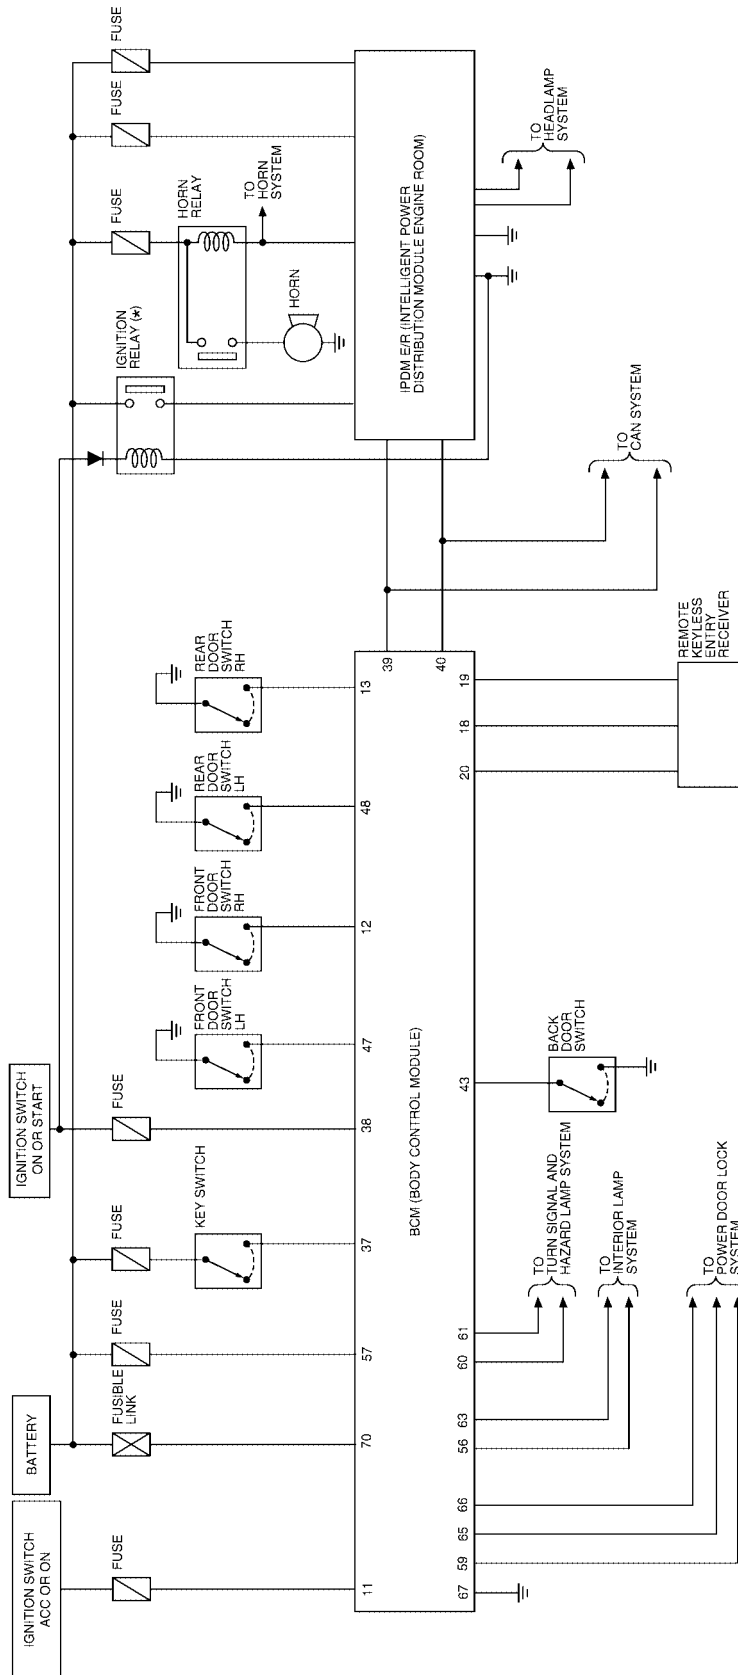 IGNITION SWITCH
ACC OR ON
BATTERY
IGNITION SWITCH
ON OR START
FUSE
FUSIBLE
LINK
FUSE
FUSE
FUSE
IGNITION
RELAY (*)
FUSE
FUSE
FUSE
KEY SWITCH
FRONT
DOOR
SWITCH
LH
FRONT
DOOR
SWITCH
RH
REAR
DOOR
SWITCH
LH
REAR
DOOR
SWITCH
RH
HORN
RELAY
TO
HORN
SYSTEM
HORN
11
70
57
37
38
47
12
48
13
39
40
BCM (BODY CONTROL MODULE)
IPDM E/R (INTELLIGENT POWER
DISTRIBUTION MODULE ENGINE ROOM)
67
59
65
66
56
63
60
61
43
20
18
19
TO
TURN SIGNAL AND
HAZARD LAMP SYSTEM
TO
INTERIOR LAMP
SYSTEM
TO
POWER DOOR LOCK
SYSTEM
BACK
DOOR
SWITCH
REMOTE
KEYLESS
ENTRY
RECEIVER
TO
CAN SYSTEM
TO
HEADLAMP
SYSTEM